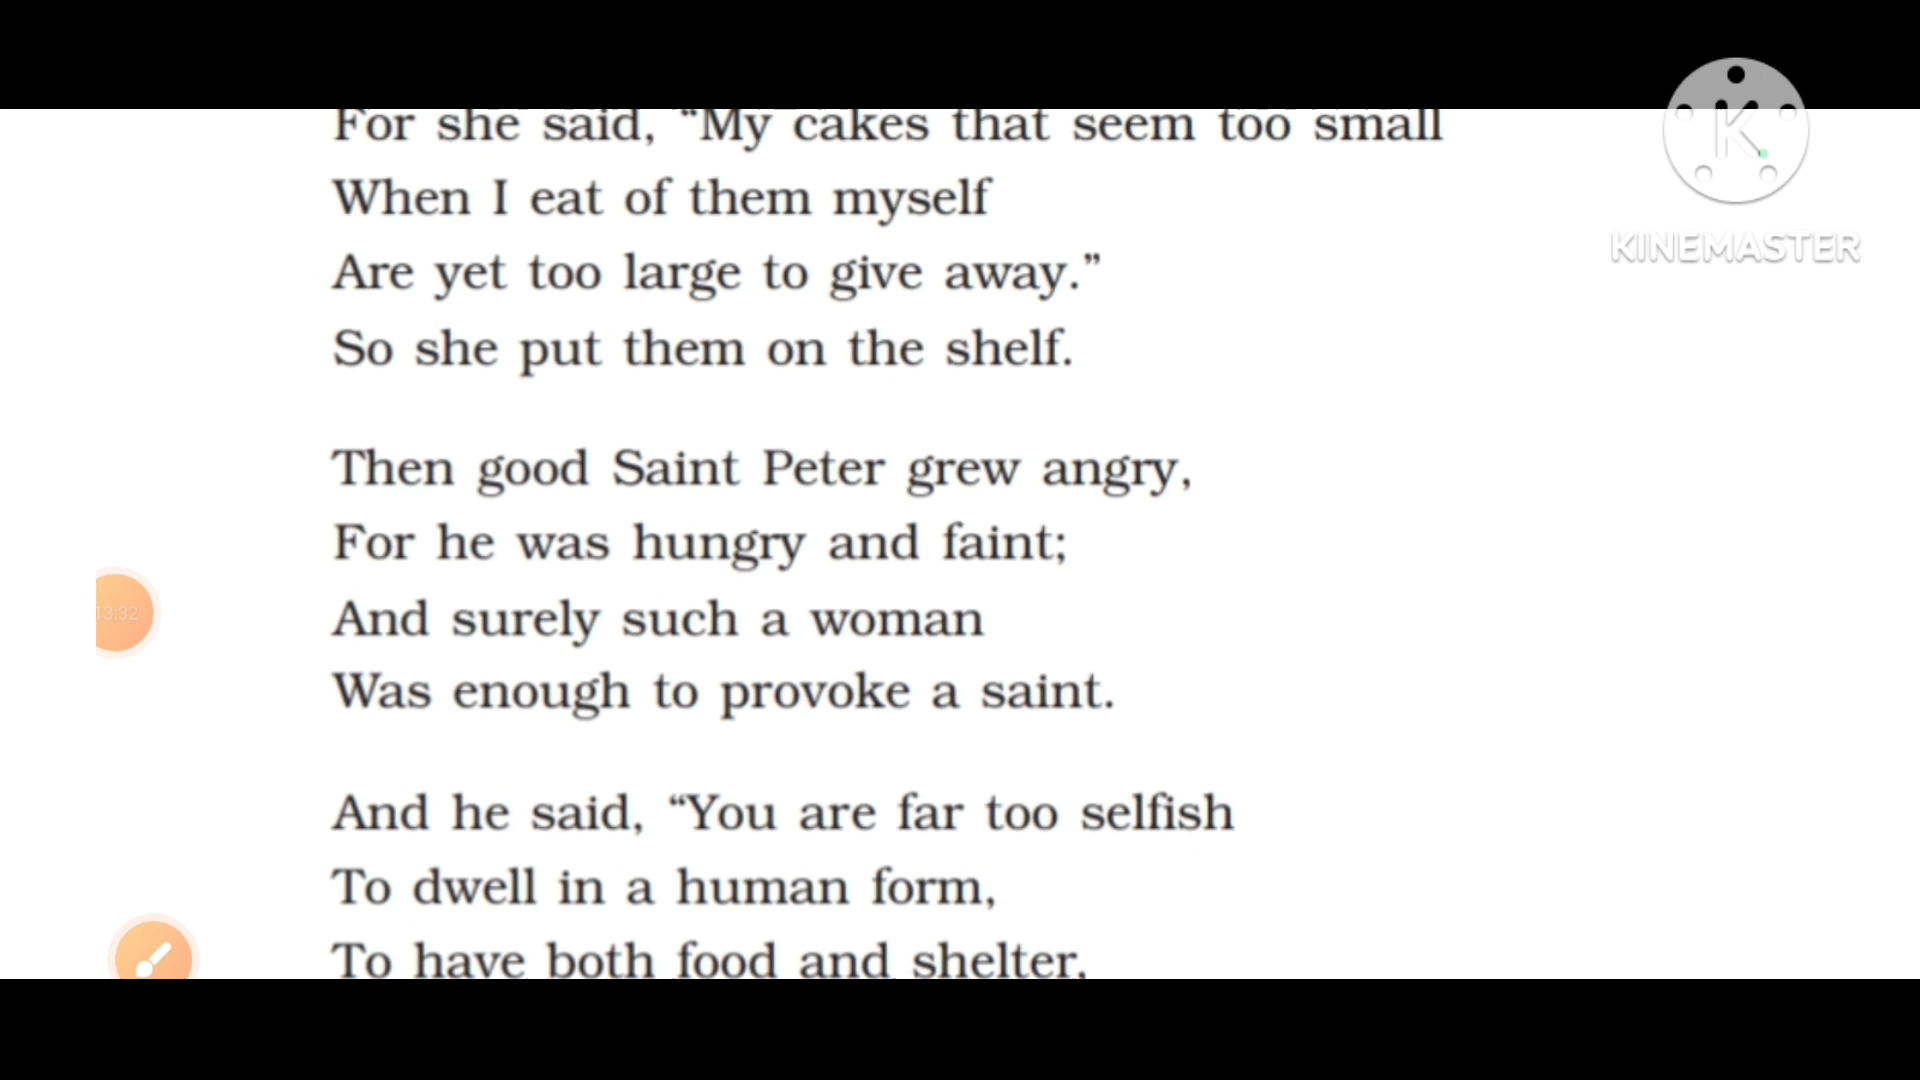 For she said, “My cakes that seem too small
When I eat of them myself
Are yet too large to give away.”
So she put them on the shelf.
Then good Saint Peter grew angry,
For he was hungry and faint;
And surely such a woman
Was enough to provoke a saint.
And he said, “You are far too selfish
To dwell in a human form,
To have both food and shelter,
K
KINEMASTER
13:32